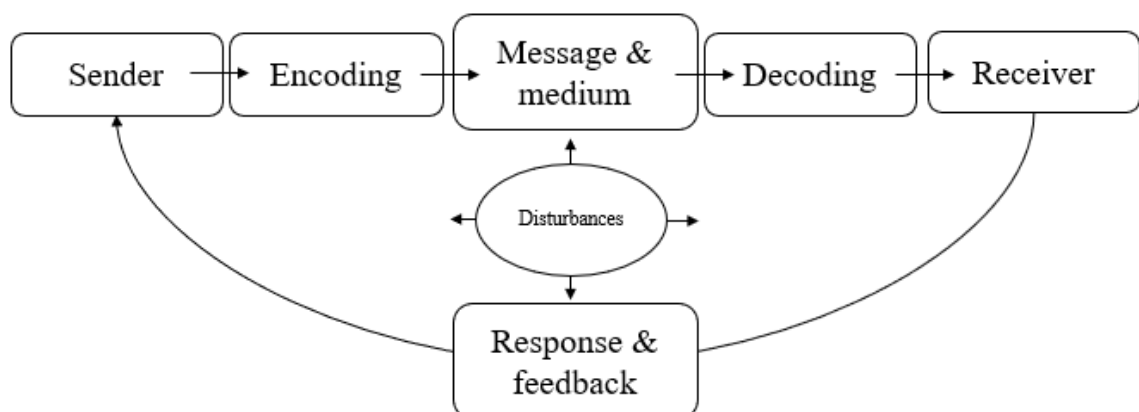 Sender
Encoding
Message &
medium
Decoding
Receiver
Disturbances
Response &
feedback